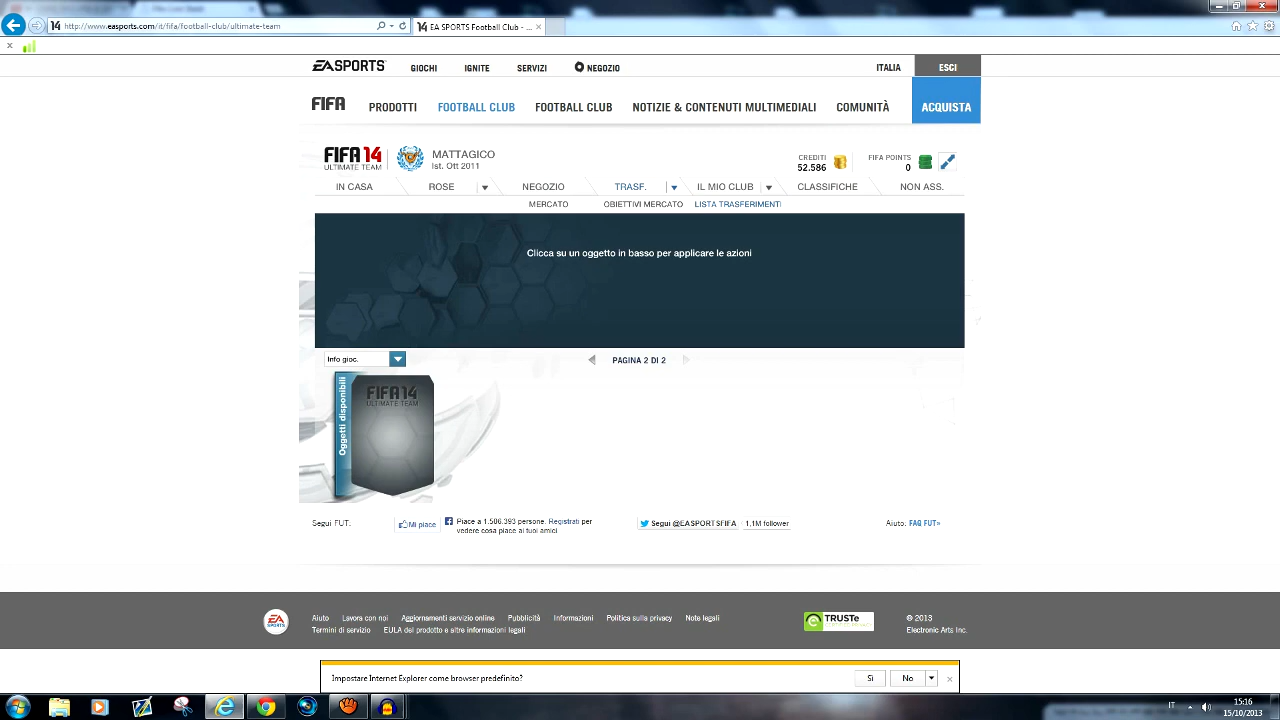 http://www.easports.com/it/fifa/football-club/ultimate-team
14 EA SPORTS Football Club - ...
EA SPORTS
GIOCHI
IGNITE
SERVIZI
NEGOZIO
ITALIA
ESCI
FIFA
PRODOTTI
FOOTBALL CLUB
FOOTBALL CLUB
NOTIZIE & CONTENUTI MULTIMEDIALI
COMUNITÀ
ACQUISTA
FIFA 14
ULTIMATE TEAM
MATTAGICO
Ist. Ott 2011
CREDITI
52.586
FIFA POINTS
0
IN CASA
ROSE
NEGOZIO
TRASF.
IL MIO CLUB
CLASSIFICHE
NON ASS.
MERCATO
OBIETTIVI MERCATO
LISTA TRASFERIMENTI
Clicca su un oggetto in basso per applicare le azioni
Info gioc.
PAGINA 2 DI 2
Oggetti disponibili
FIFA 14
ULTIMATE TEAM
Segui FUT:
Mi piace
Piace a 1.506.393 persone. Registrati per
vedere cosa piace ai tuoi amici
Segui @EASPORTSFIFA
1,1M follower
Aiuto: FAQ FUT»
EA SPORTS
Aiuto
Lavora con noi
Aggiornamenti servizio online
Pubblicità
Informazioni
Politica sulla privacy
Note legali
Termini di servizio
EULA del prodotto e altre informazioni legali
TRUSTe
© 2013
Electronic Arts Inc.
Impostare Internet Explorer come browser predefinito?
Sì
No
IT
15:16
15/10/2013